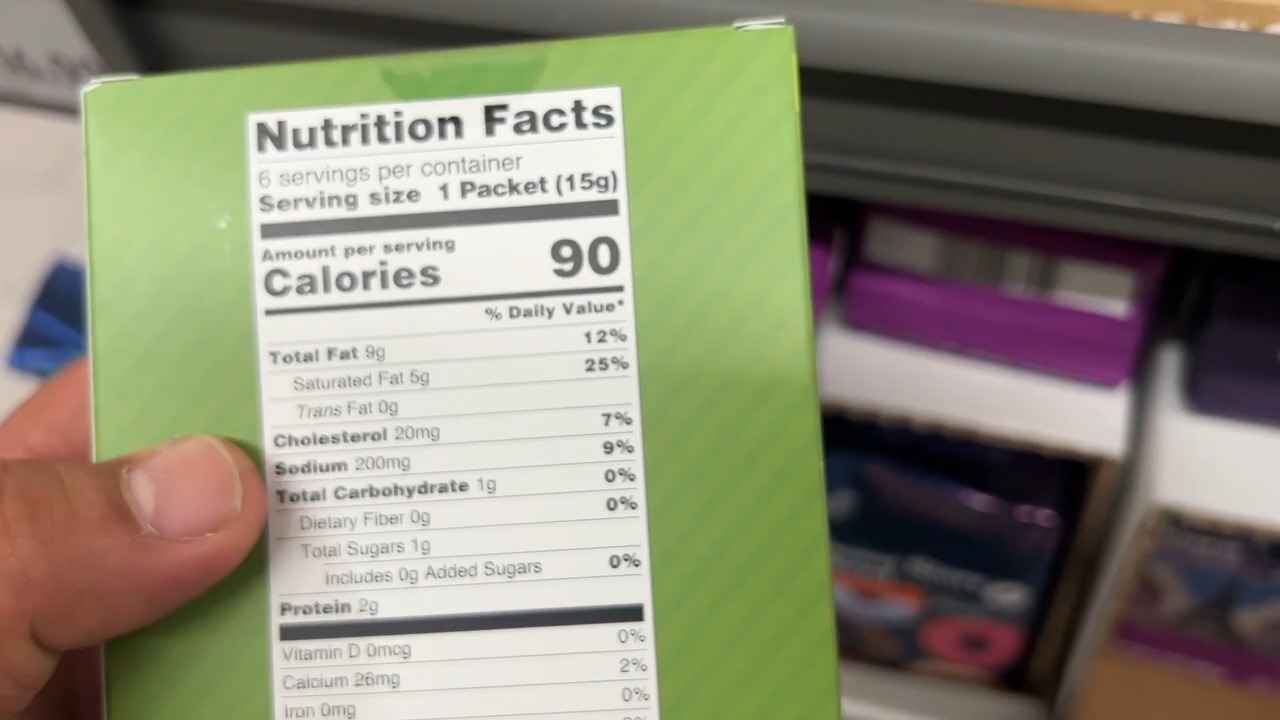 Nutrition Facts
6 servings per container
Serving size 1 Packet (15g)
Amount per serving
Calories 90
% Daily Value*
Total Fat 9g 12%
Saturated Fat 5g 25%
Trans Fat 0g
Cholesterol 20mg 7%
Sodium 200mg 9%
Total Carbohydrate 1g 0%
Dietary Fiber 0g 0%
Total Sugars 1g
Includes 0g Added Sugars 0%
Protein 2g
Vitamin D 0mcg 0%
Calcium 26mg 2%
Iron 0mg 0%